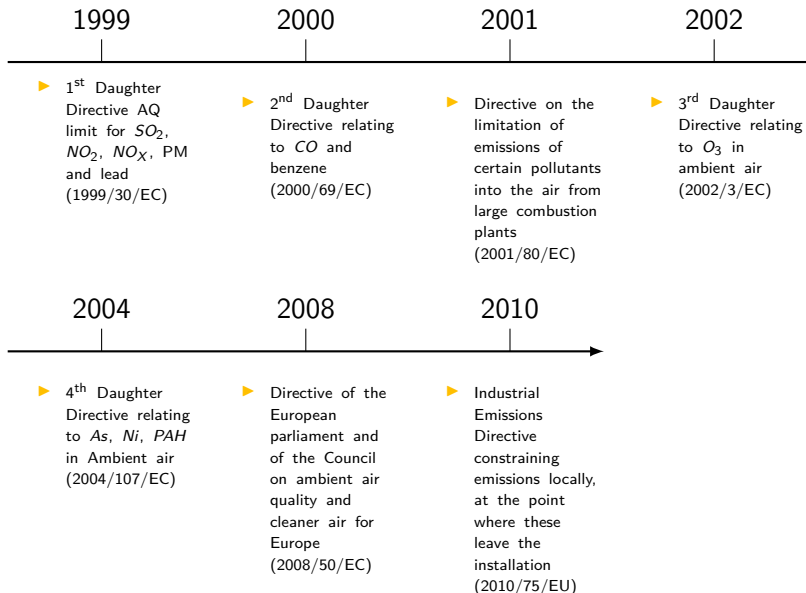 1999
2000
2001
2002
► 1st Daughter
Directive AQ
limit for SO2,
NO2, NOX, PM
and lead
(1999/30/EC)
► 2nd Daughter
Directive relating
to CO and
benzene
(2000/69/EC)
► Directive on the
limitation of
emissions of
certain pollutants
into the air from
large combustion
plants
(2001/80/EC)
► 3rd Daughter
Directive relating
to O3 in
ambient air
(2002/3/EC)
2004
2008
2010
► 4th Daughter
Directive relating
to As, Ni, PAH
in Ambient air
(2004/107/EC)
► Directive of the
European
parliament and
of the Council
on ambient air
quality and
cleaner air for
Europe
(2008/50/EC)
► Industrial
Emissions
Directive
constraining
emissions locally,
at the point
where these
leave the
installation
(2010/75/EU)